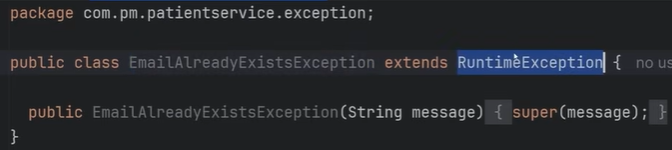 package com.pm.patientservice.exception;
public class EmailAlreadyExistsException extends RuntimeException { no us
public EmailAlreadyExistsException(String message) { super(message); }
}